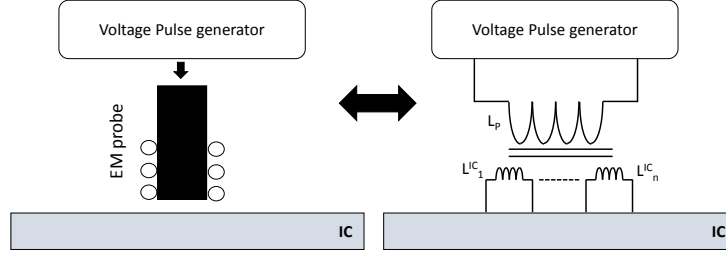 Voltage Pulse generator
EM probe
IC
Voltage Pulse generator
L_P
L^IC_1
L^IC_n
IC